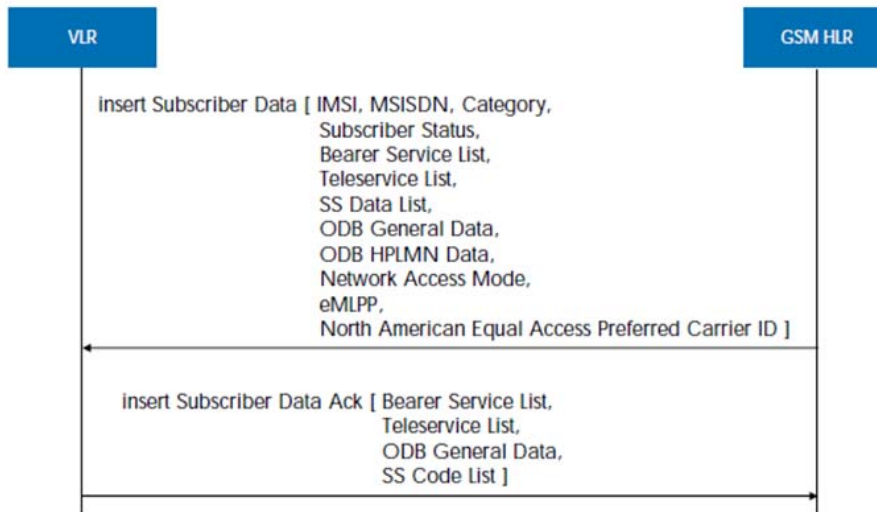 VLR
GSM HLR
insert Subscriber Data [ IMSI, MSISDN, Category,
Subscriber Status,
Bearer Service List,
Teleservice List,
SS Data List,
ODB General Data,
ODB HPLMN Data,
Network Access Mode,
eMLPP,
North American Equal Access Preferred Carrier ID ]
insert Subscriber Data Ack [ Bearer Service List,
Teleservice List,
ODB General Data,
SS Code List ]